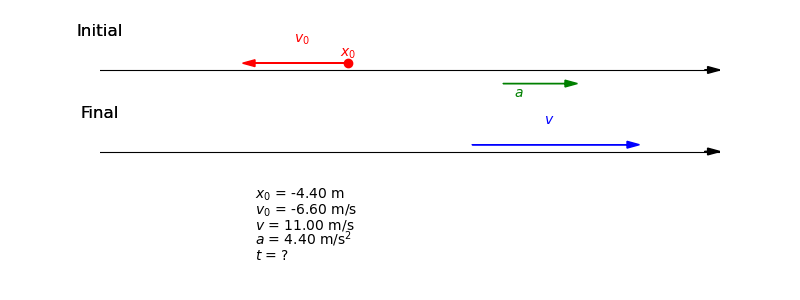 Initial
v₀
x₀
a
Final
v
x₀ = -4.40 m
v₀ = -6.60 m/s
v = 11.00 m/s
a = 4.40 m/s²
t = ?